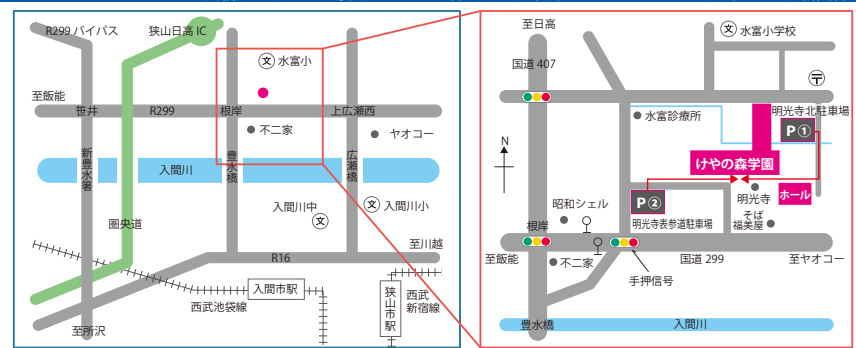 R299 バイパス
狭山日高 IC
文 水富小
至飯能
笹井
R299
根岸
上広瀬西
不二家
ヤオコー
新豊水箸
豊水橋
広瀬橋
入間川
入間川中
文
文 入間川小
圏央道
至川越
R16
入間市駅
西武池袋線
狭山市駅
西武
新宿線
至所沢
至日高
文 水富小学校
国道 407
〒
水富診療所
明光寺北駐車場
P①
N
けやの森学園
明光寺
ホール
P②
昭和シェル
明光寺表参道駐車場
そば
福美屋
根岸
至飯能
不二家
国道 299
至ヤオコー
手押信号
豊水橋
入間川